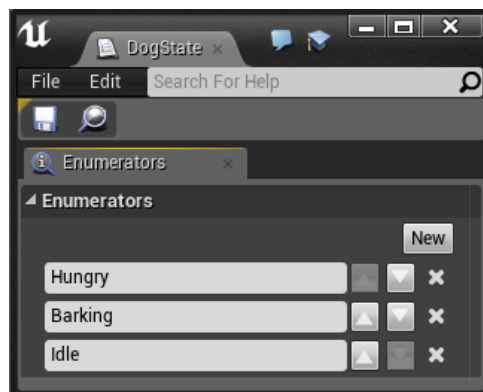 DogState
File Edit Search For Help
Enumerators
Enumerators
New
Hungry
Barking
Idle